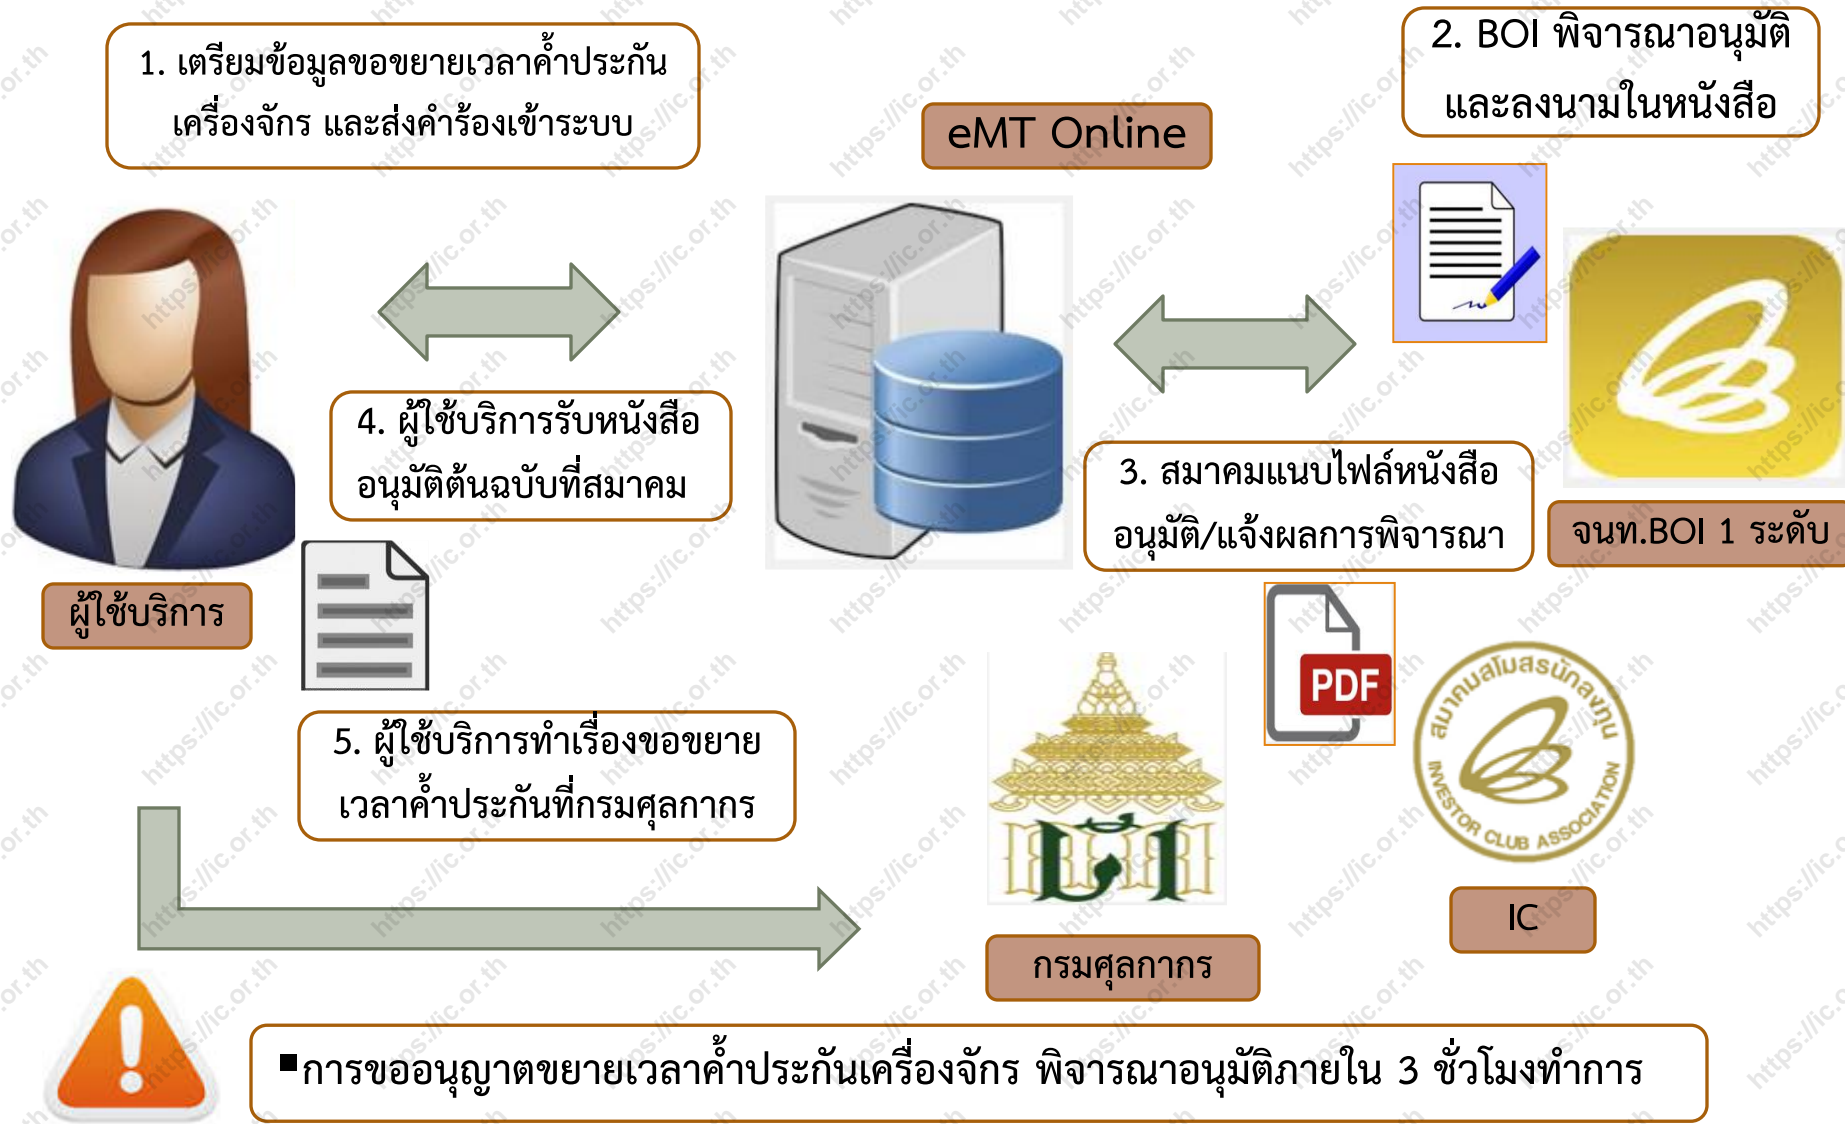 1. เตรียมข้อมูลขอขยายเวลาค้ำประกัน
เครื่องจักร และส่งคำร้องเข้าระบบ
eMT Online
2. BOI พิจารณาอนุมัติ
และลงนามในหนังสือ
4. ผู้ใช้บริการรับหนังสือ
อนุมัติต้นฉบับที่สมาคม
3. สมาคมแนบไฟล์หนังสือ
อนุมัติ/แจ้งผลการพิจารณา
จนท.BOI 1 ระดับ
ผู้ใช้บริการ
PDF
สมาคมสโมสรนักลงทุน
INVESTOR CLUB ASSOCIATION
5. ผู้ใช้บริการทำเรื่องขอขยาย
เวลาค้ำประกันที่กรมศุลกากร
IC
กรมศุลกากร
▪การขออนุญาตขยายเวลาค้ำประกันเครื่องจักร พิจารณาอนุมัติภายใน 3 ชั่วโมงทำการ
https://ic.or.th